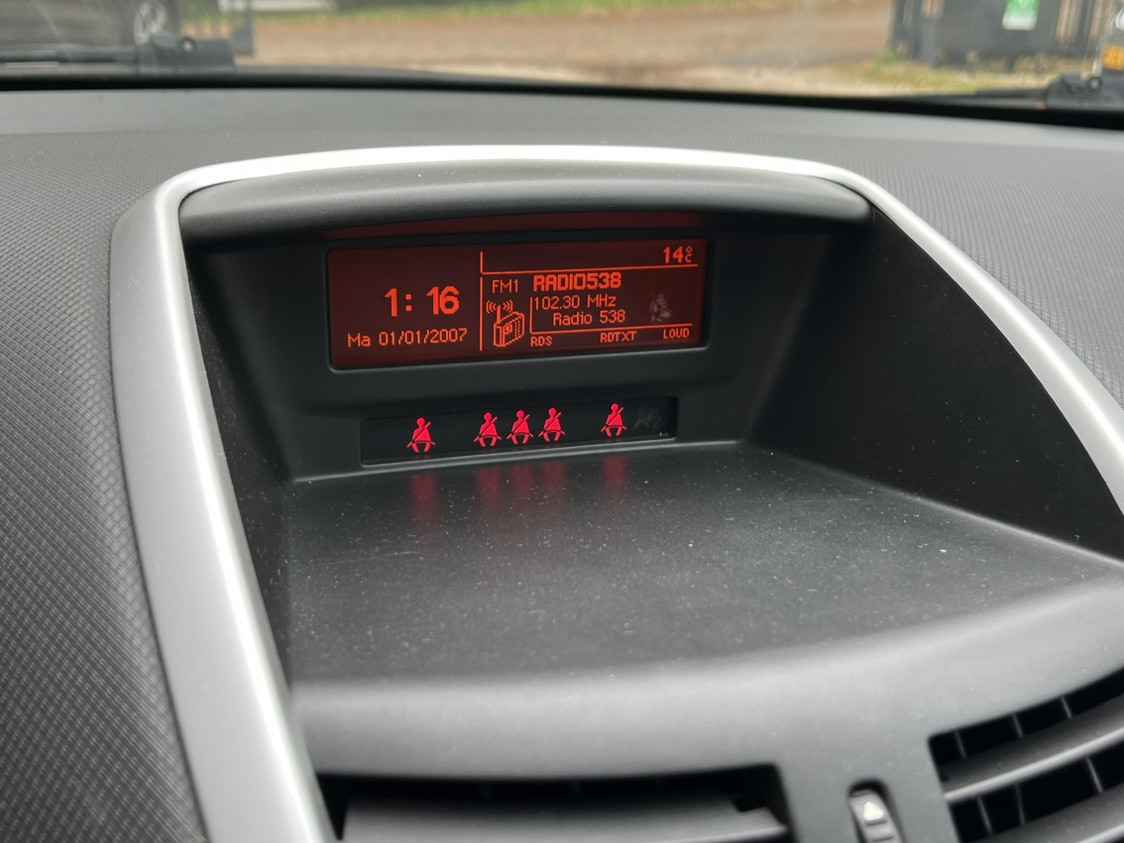 14°C
1:16
Ma 01/01/2007
FM1 RADIO538
102.30 MHz
Radio 538
RDS RDTXT LOUD